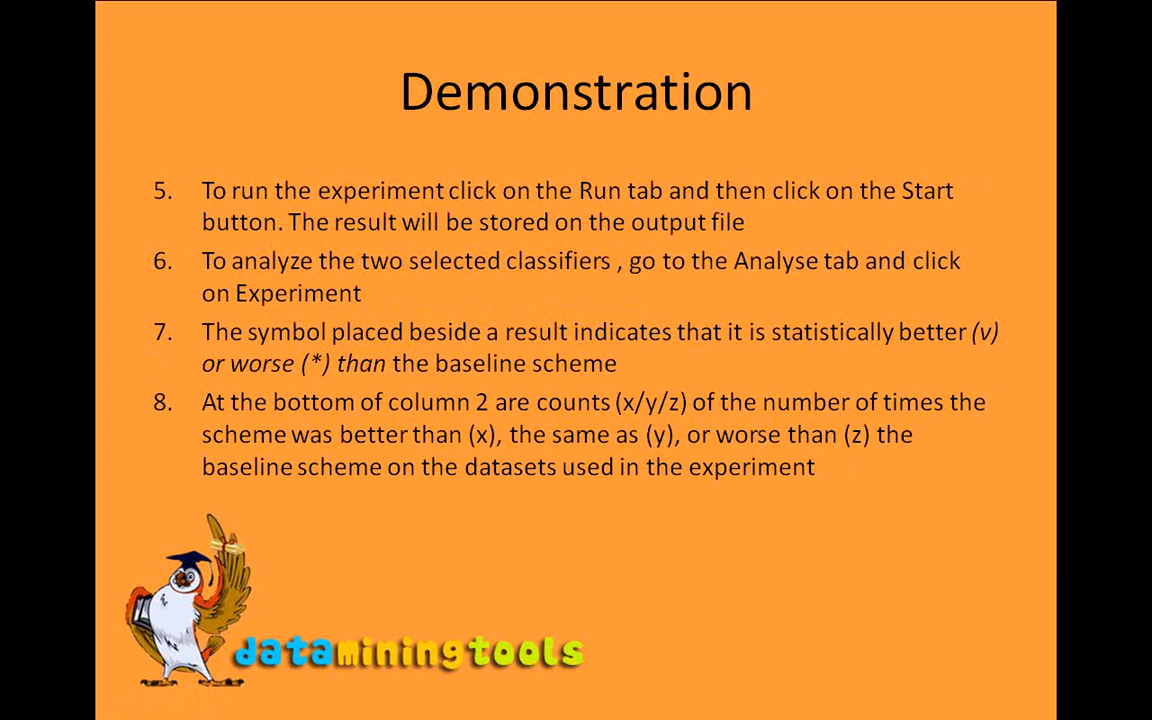 Demonstration
5. To run the experiment click on the Run tab and then click on the Start
button. The result will be stored on the output file
6. To analyze the two selected classifiers , go to the Analyse tab and click
on Experiment
7. The symbol placed beside a result indicates that it is statistically better (v)
or worse (*) than the baseline scheme
8. At the bottom of column 2 are counts (x/y/z) of the number of times the
scheme was better than (x), the same as (y), or worse than (z) the
baseline scheme on the datasets used in the experiment
dataminingtools